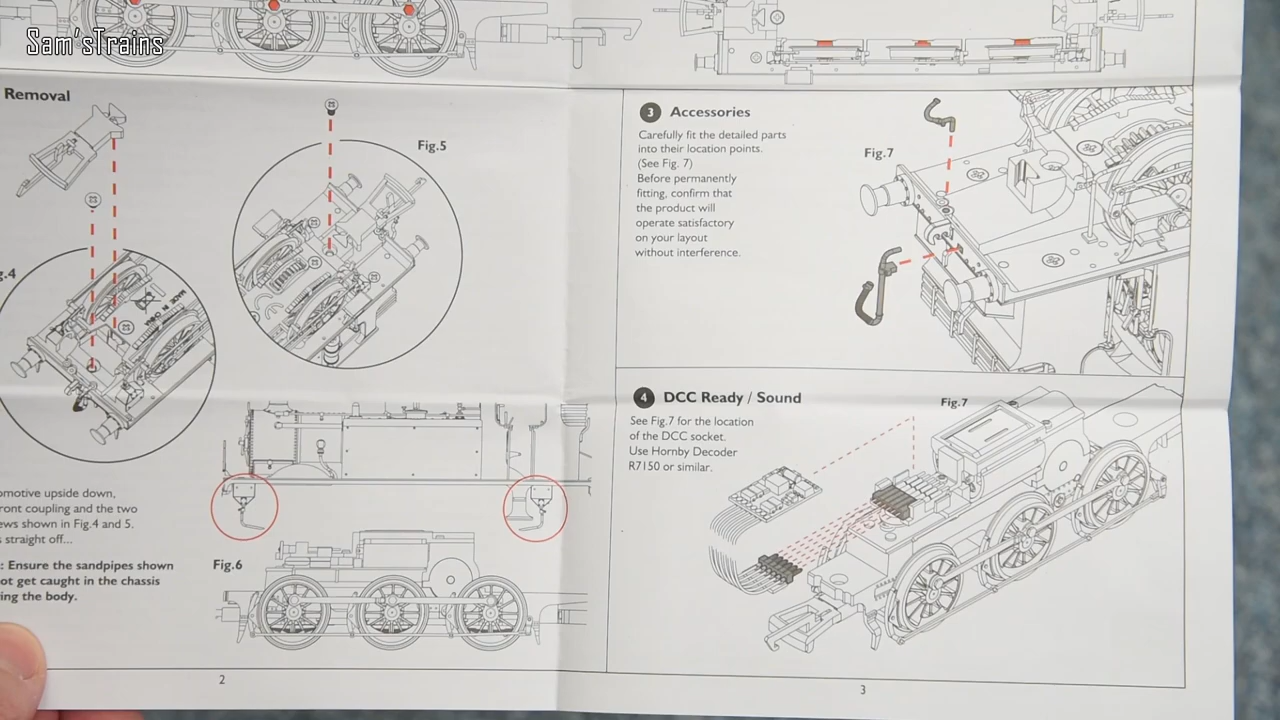 Sam'sTrains
Removal
Fig.5
MADE IN CHINA
omotive upside down,
ront coupling and the two
ews shown in Fig.4 and 5.
straight off...
: Ensure the sandpipes shown
ot get caught in the chassis
ing the body.
Fig.6
2
3 Accessories
Carefully fit the detailed parts
into their location points.
(See Fig. 7)
Before permanently
fitting, confirm that
the product will
operate satisfactory
on your layout
without interference.
Fig.7
4 DCC Ready / Sound
See Fig.7 for the location
of the DCC socket.
Use Hornby Decoder
R7150 or similar.
Fig.7
3